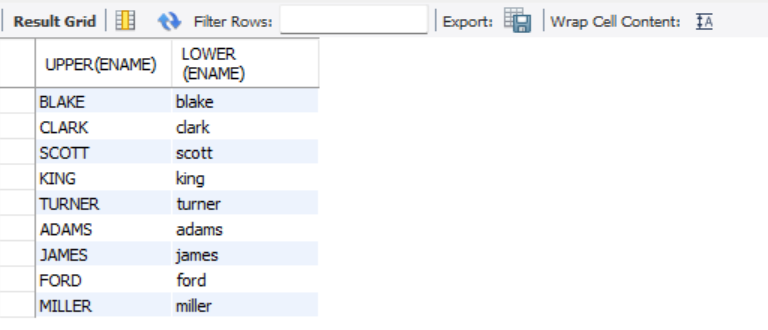 Result Grid Filter Rows: Export: Wrap Cell Content: IA
UPPER(ENAME) LOWER
(ENAME)
BLAKE blake
CLARK clark
SCOTT scott
KING king
TURNER turner
ADAMS adams
JAMES james
FORD ford
MILLER miller